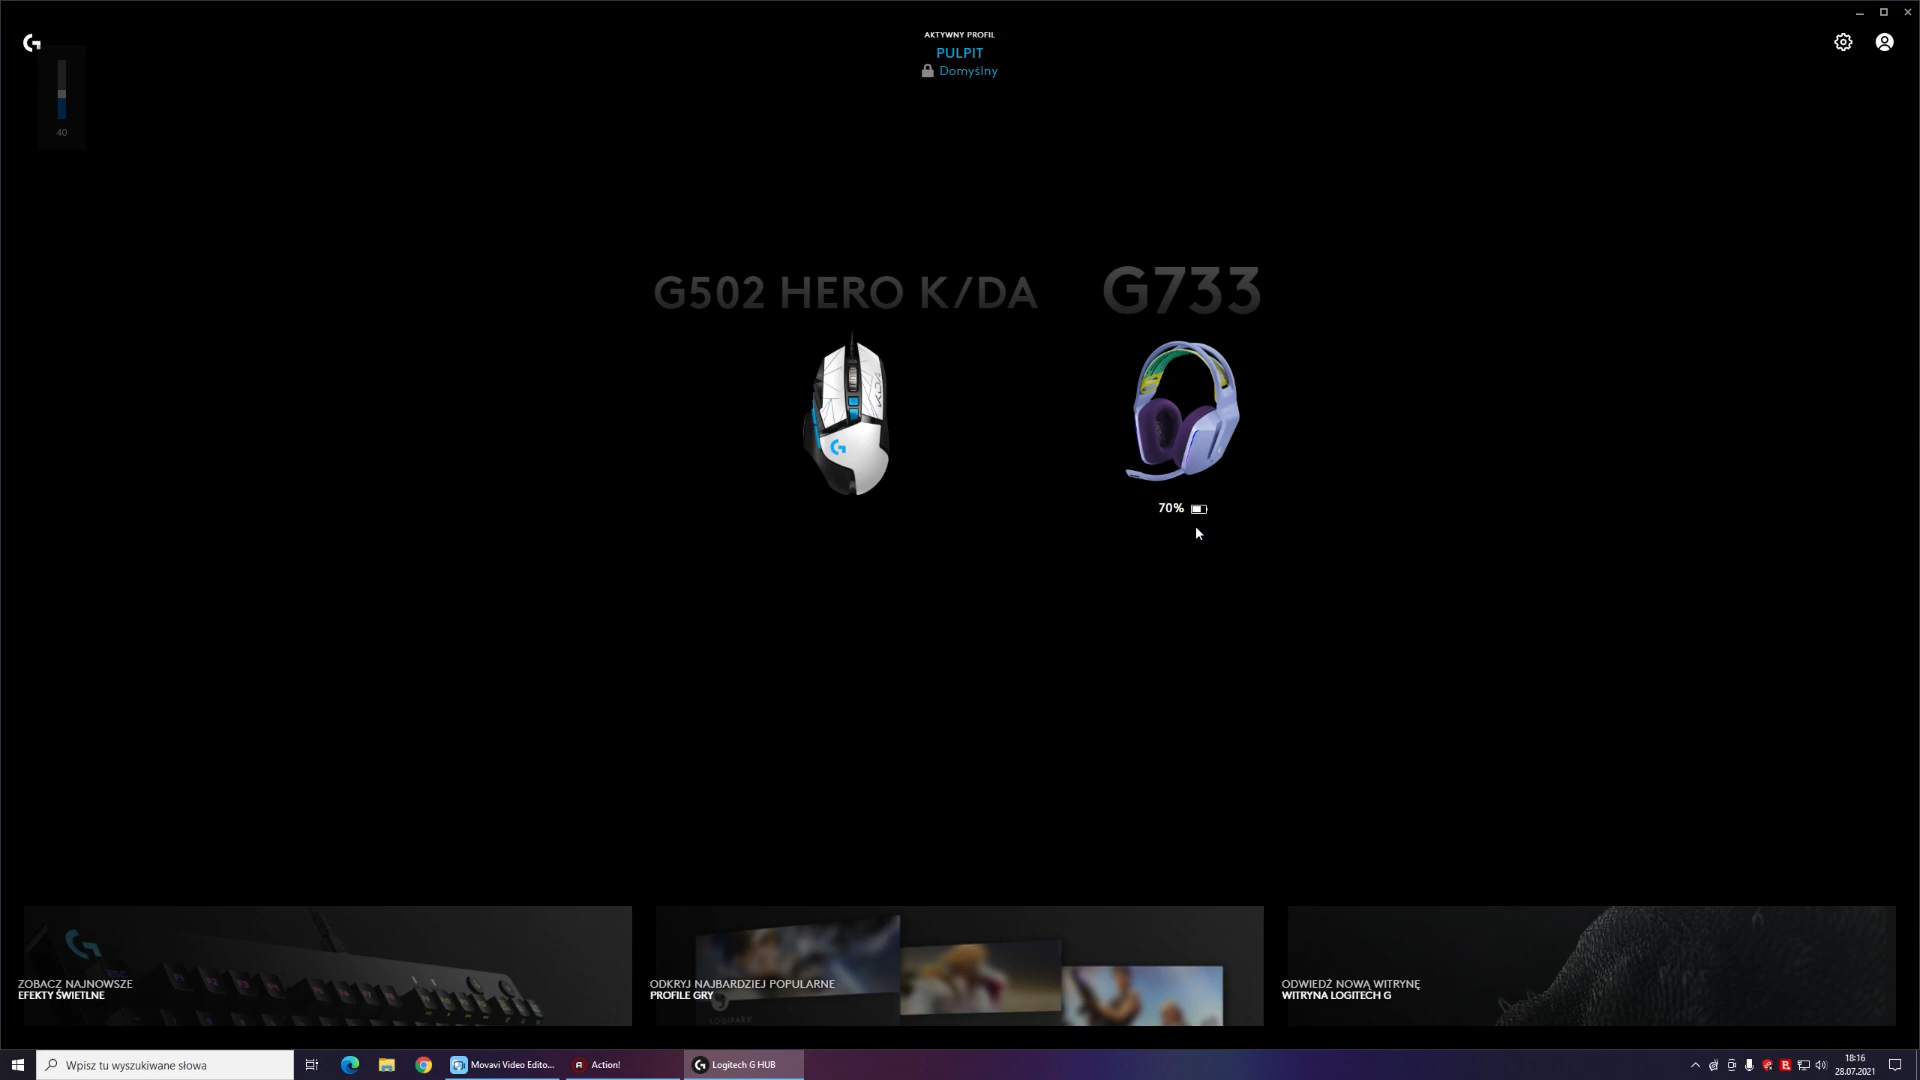 AKTYWNY PROFIL
PULPIT
Domyślny
40
G502 HERO K/DA
G733
K/DA
70%
ZOBACZ NAJNOWSZE
EFEKTY ŚWIETLNE
ODKRYJ NAJBARDZIEJ POPULARNE
PROFILE GRY
ODWIEDŹ NOWĄ WITRYNĘ
WITRYNA LOGITECH G
Wpisz tu wyszukiwane słowa
Movavi Video Edito...
Action!
Logitech G HUB
18:16
28.07.2021